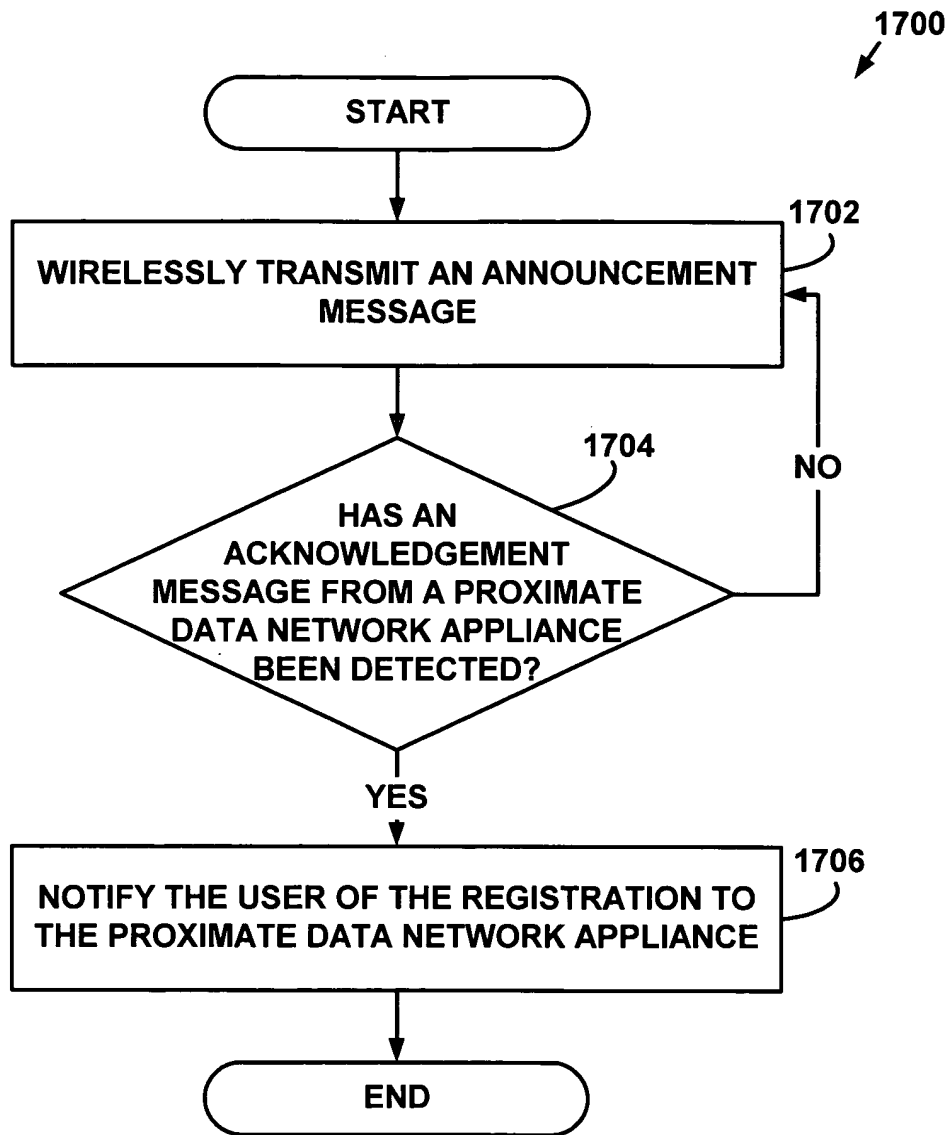 1700
START
1702
WIRELESSLY TRANSMIT AN ANNOUNCEMENT
MESSAGE
1704
NO
HAS AN
ACKNOWLEDGEMENT
MESSAGE FROM A PROXIMATE
DATA NETWORK APPLIANCE
BEEN DETECTED?
YES
1706
NOTIFY THE USER OF THE REGISTRATION TO
THE PROXIMATE DATA NETWORK APPLIANCE
END